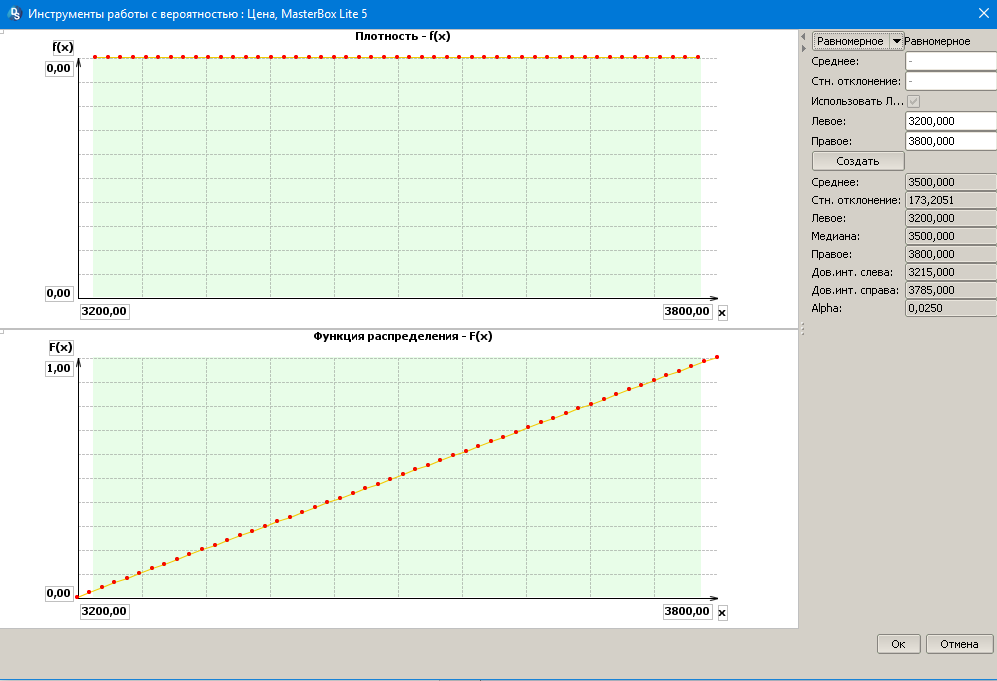 Инструменты работы с вероятностью : Цена, MasterBox Lite 5
Плотность - f(x)
f(x)
0,00
0,00
3200,00
3800,00
x
Функция распределения - F(x)
F(x)
1,00
0,00
3200,00
3800,00
x
Равномерное Равномерное
Среднее: -
Стн. отклонение: -
Использовать Л...
Левое: 3200,000
Правое: 3800,000
Создать
Среднее: 3500,000
Стн. отклонение: 173,2051
Левое: 3200,000
Медиана: 3500,000
Правое: 3800,000
Дов.инт. слева: 3215,000
Дов.инт. справа: 3785,000
Alpha: 0,0250
Ок Отмена